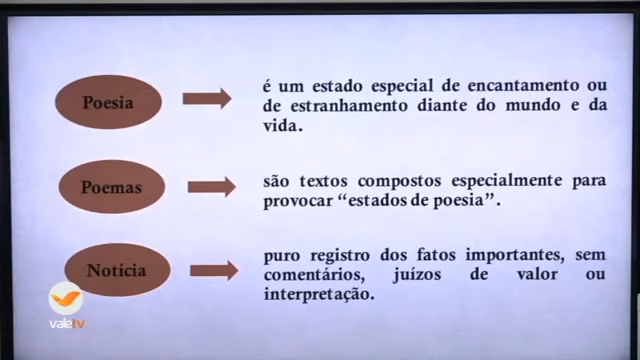 Poesia
é um estado especial de encantamento ou
de estranhamento diante do mundo e da
vida.
Poemas
são textos compostos especialmente para
provocar “estados de poesia”.
Notícia
puro registro dos fatos importantes, sem
comentários, juízos de valor ou
interpretação.
valetv